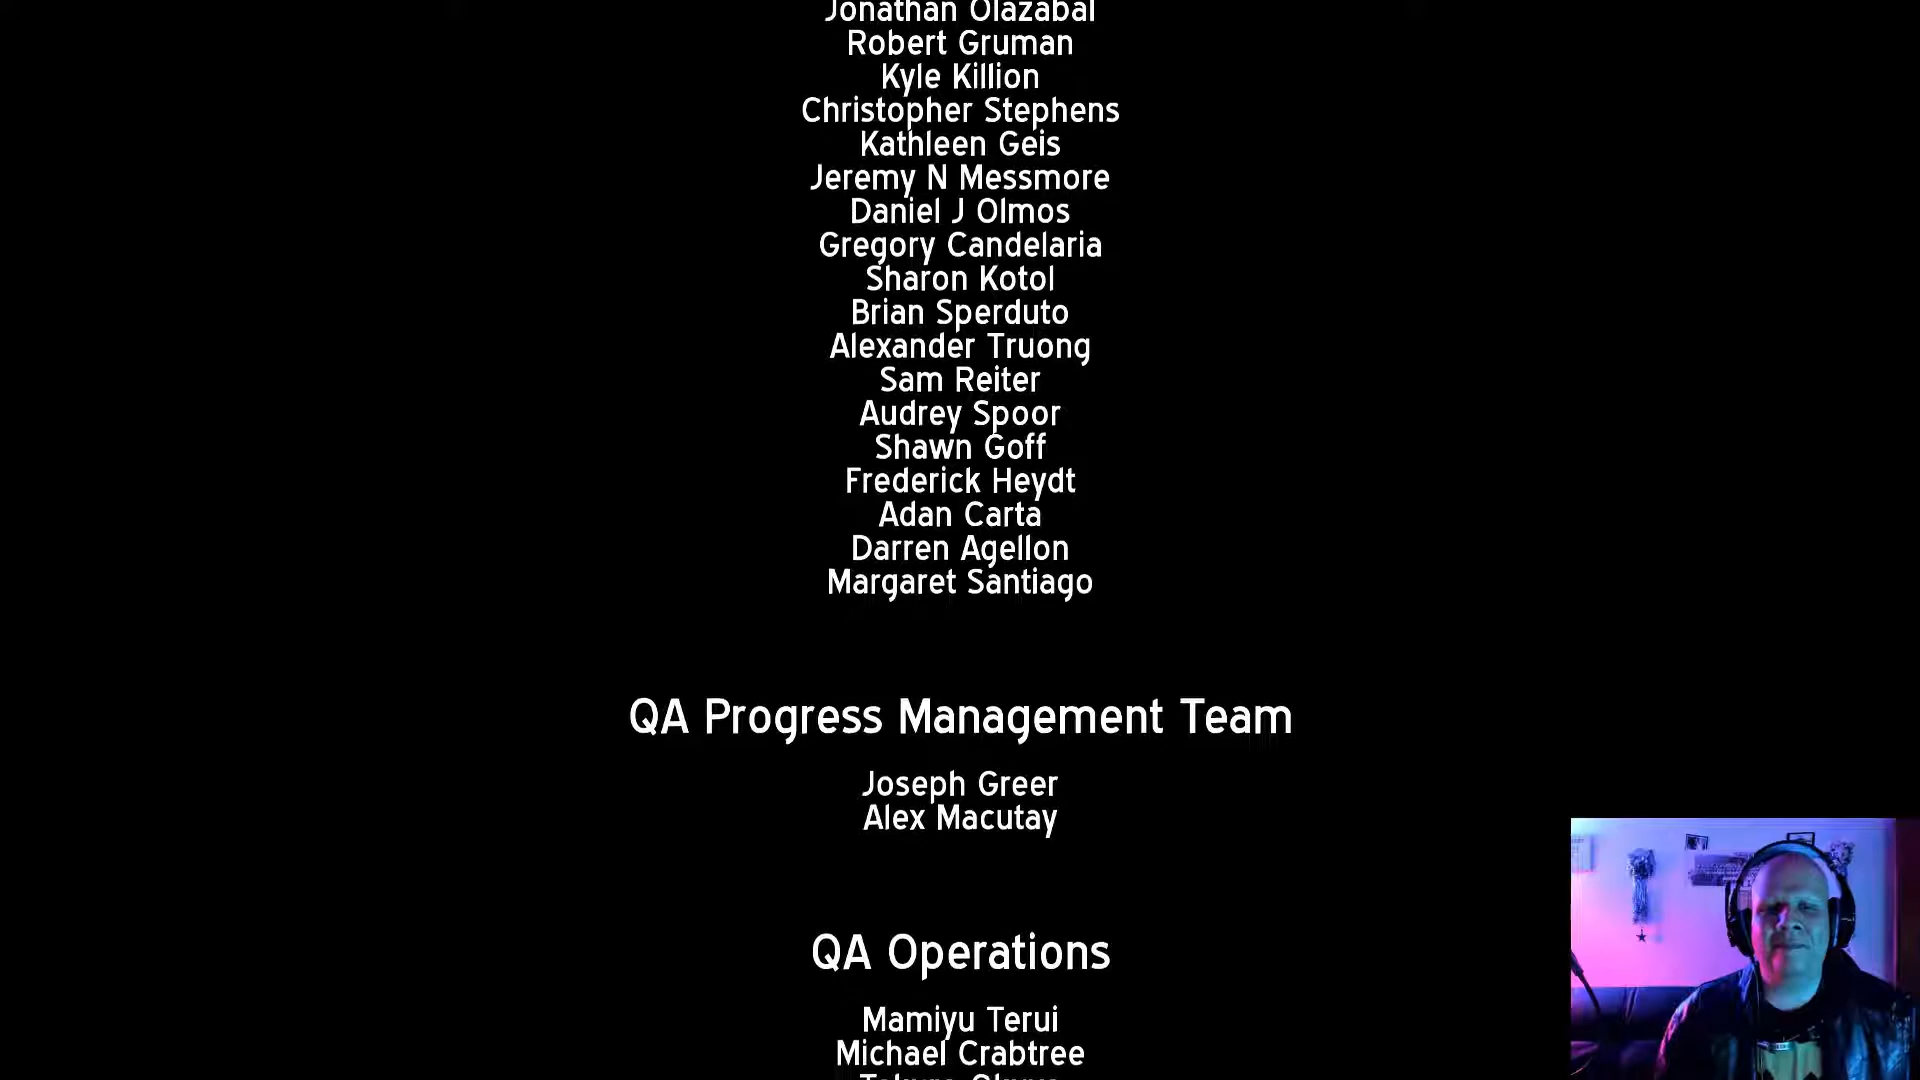 Jonathan Olazabal
Robert Gruman
Kyle Killion
Christopher Stephens
Kathleen Geis
Jeremy N Messmore
Daniel J Olmos
Gregory Candelaria
Sharon Kotol
Brian Sperduto
Alexander Truong
Sam Reiter
Audrey Spoor
Shawn Goff
Frederick Heydt
Adan Carta
Darren Agellon
Margaret Santiago
QA Progress Management Team
Joseph Greer
Alex Macutay
QA Operations
Mamiyu Terui
Michael Crabtree